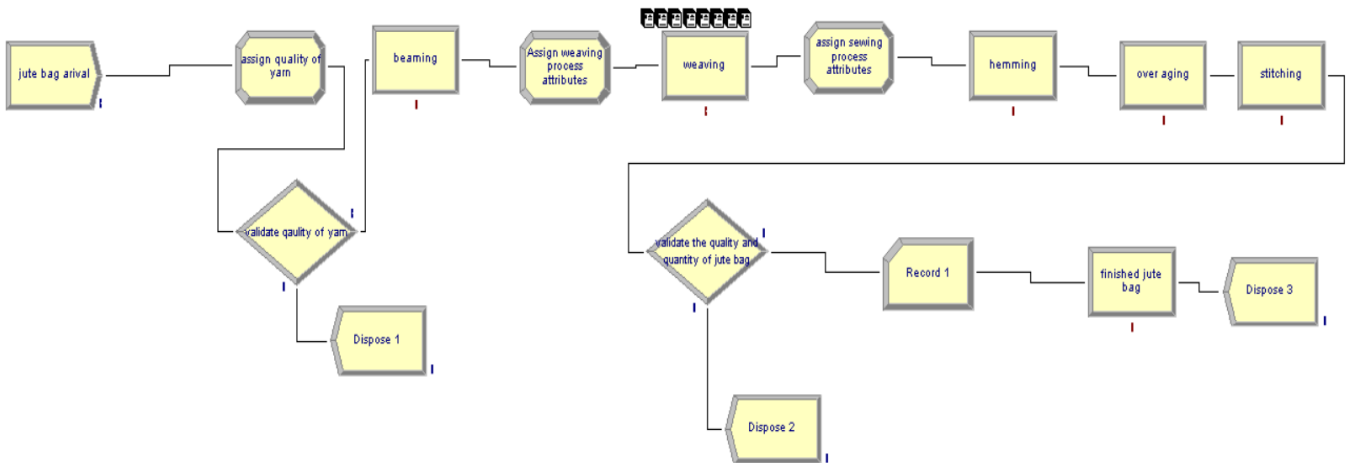 jute bag arival
assign quality of
yarn
beaming
Assign weaving
process
attributes
weaving
assign sewing
process
attributes
hemming
over aging
stitching
validate qaulity of yarn
Dispose 1
validate the quality and
quantity of jute bag
Record 1
finished jute
bag
Dispose 3
Dispose 2